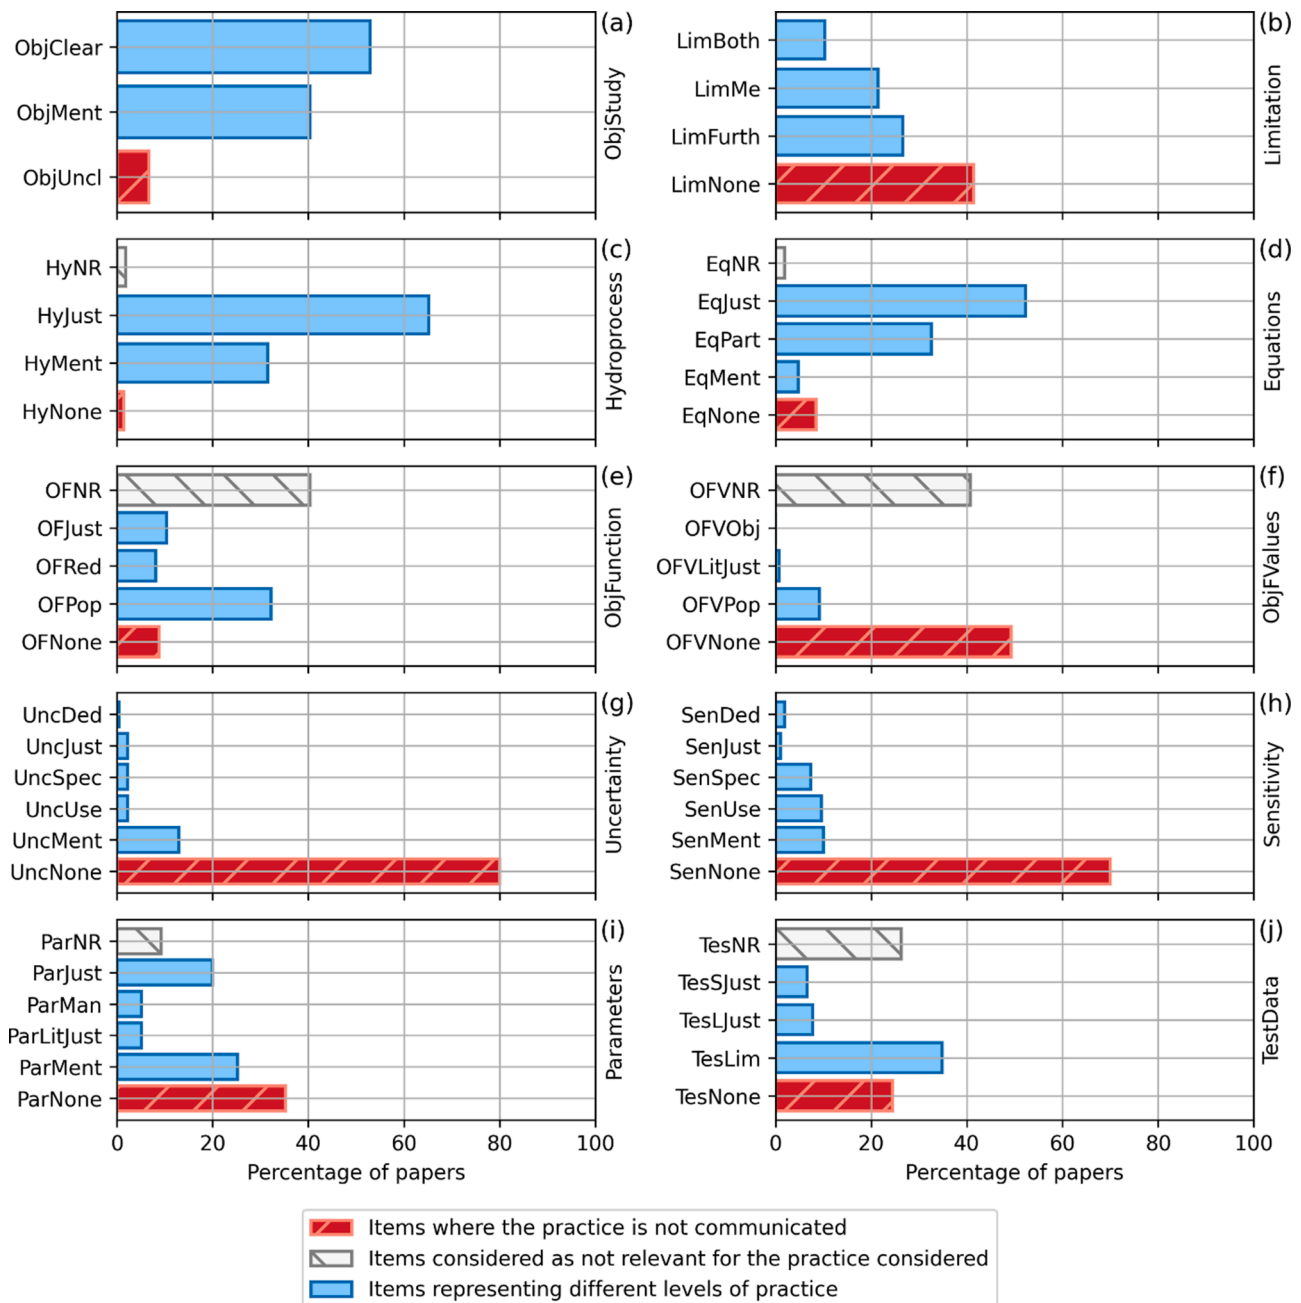 (a)
ObjClear
ObjMent
ObjUncl
ObjStudy
(b)
LimBoth
LimMe
LimFurth
LimNone
Limitation
(c)
HyNR
HyJust
HyMent
HyNone
Hydroprocess
(d)
EqNR
EqJust
EqPart
EqMent
EqNone
Equations
(e)
OFNR
OFJust
OFRed
OFPop
OFNone
ObjFunction
(f)
OFVNR
OFVObj
OFVLitJust
OFVPop
OFVNone
ObjFValues
(g)
UncDed
UncJust
UncSpec
UncUse
UncMent
UncNone
Uncertainty
(h)
SenDed
SenJust
SenSpec
SenUse
SenMent
SenNone
Sensitivity
(i)
ParNR
ParJust
ParMan
ParLitJust
ParMent
ParNone
Parameters
0 20 40 60 80 100
Percentage of papers
(j)
TesNR
TesSJust
TesLJust
TesLim
TesNone
TestData
0 20 40 60 80 100
Percentage of papers
Items where the practice is not communicated
Items considered as not relevant for the practice considered
Items representing different levels of practice